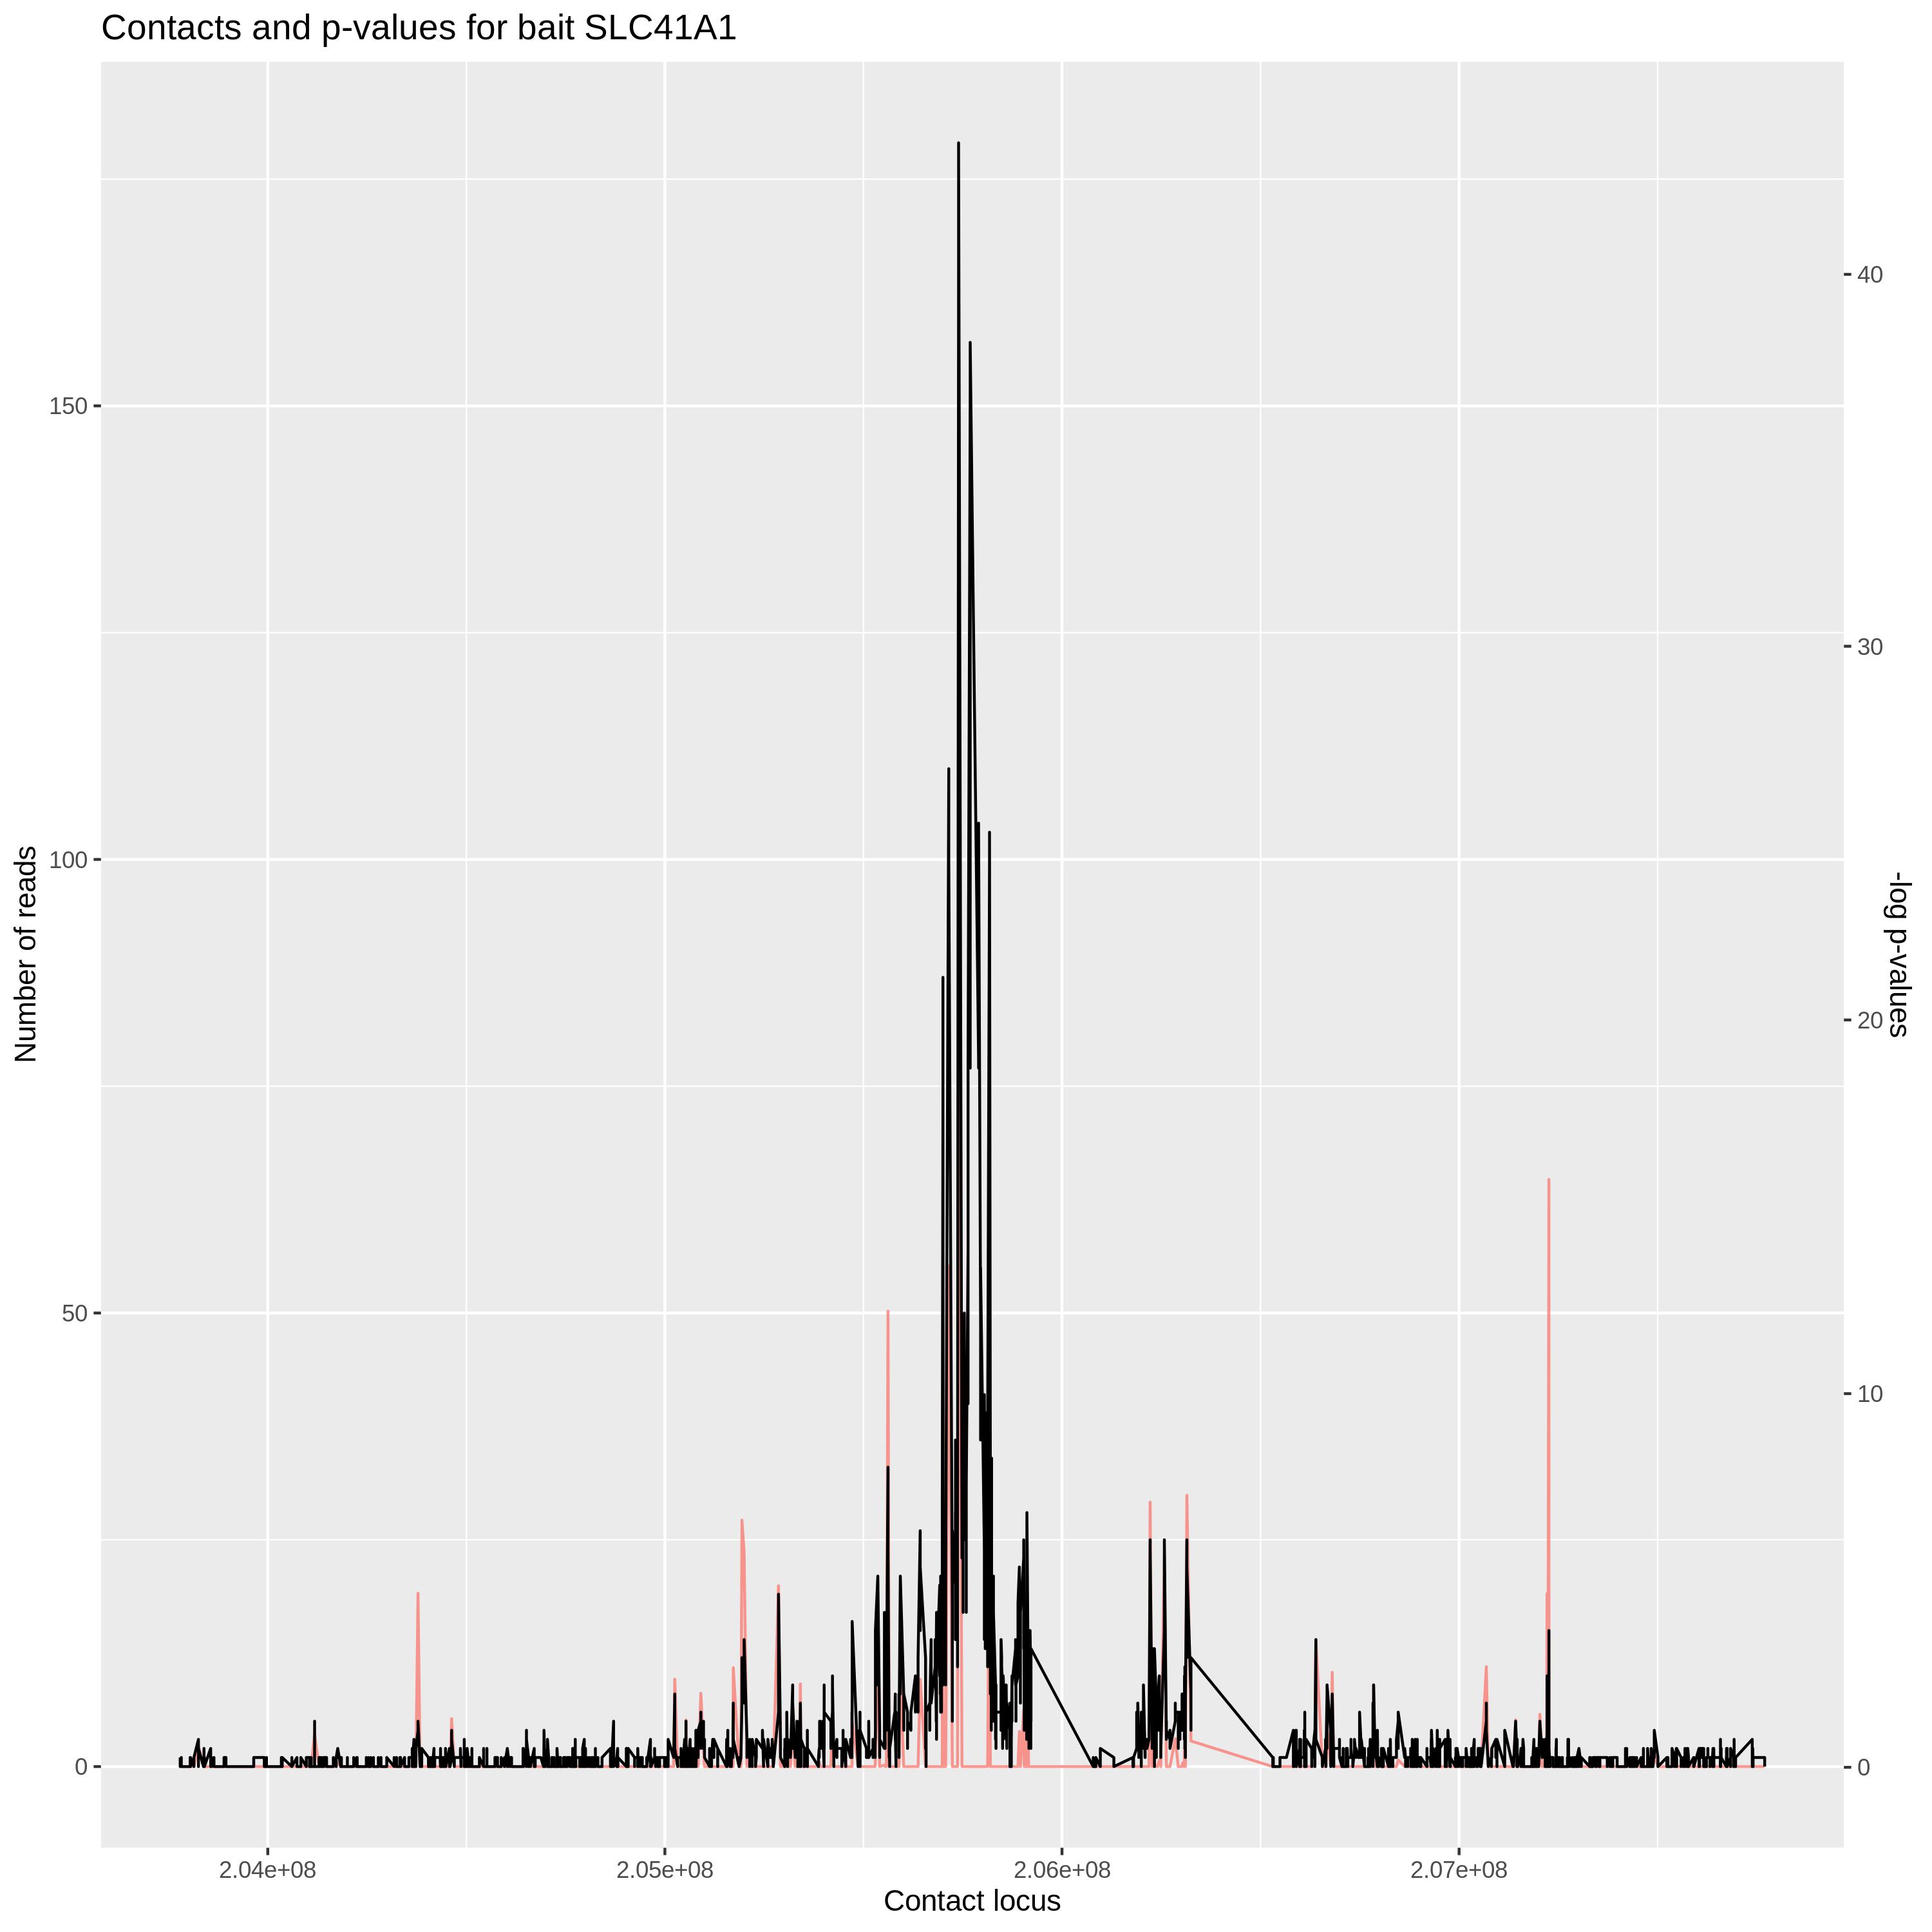 Contacts and p-values for bait SLC41A1
Number of reads
150
100
50
0
40
30
20
10
0
-log p-values
2.04e+08
2.05e+08
2.06e+08
2.07e+08
Contact locus